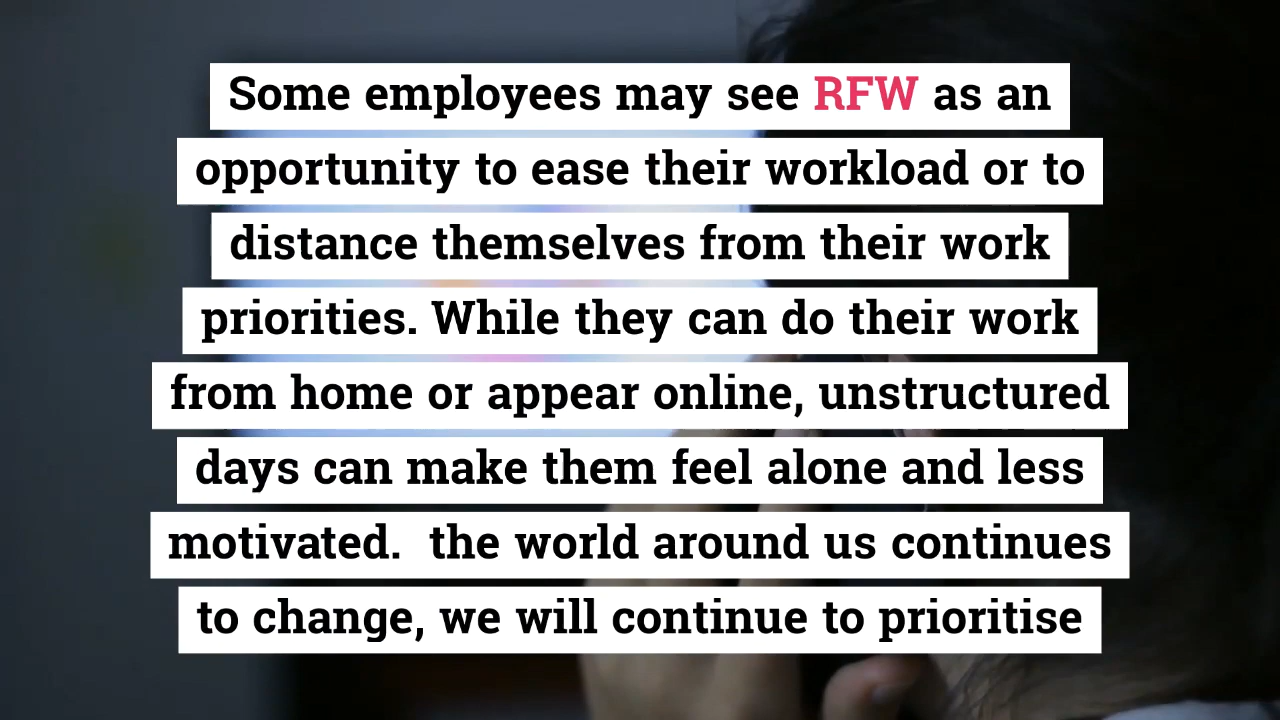 Some employees may see RFW as an
opportunity to ease their workload or to
distance themselves from their work
priorities. While they can do their work
from home or appear online, unstructured
days can make them feel alone and less
motivated.  the world around us continues
to change, we will continue to prioritise